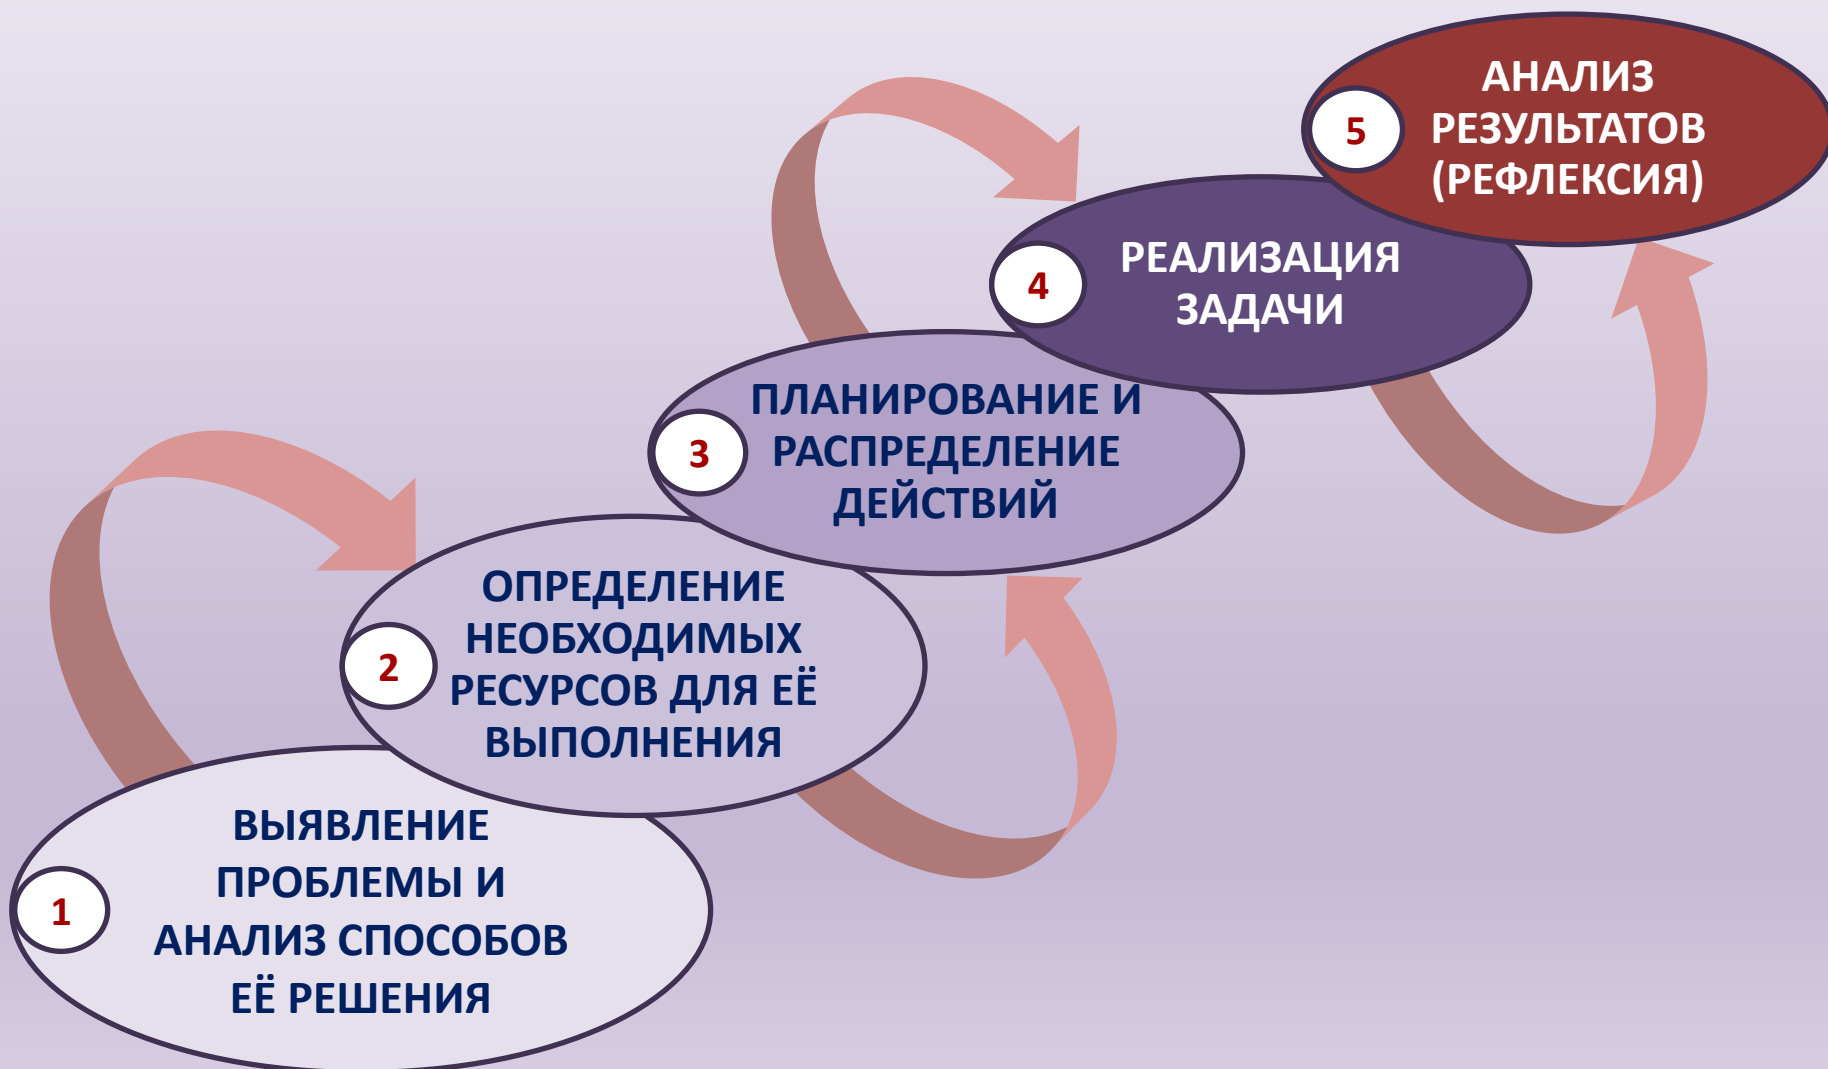 5
АНАЛИЗ
РЕЗУЛЬТАТОВ
(РЕФЛЕКСИЯ)
4
РЕАЛИЗАЦИЯ
ЗАДАЧИ
3
ПЛАНИРОВАНИЕ И
РАСПРЕДЕЛЕНИЕ
ДЕЙСТВИЙ
2
ОПРЕДЕЛЕНИЕ
НЕОБХОДИМЫХ
РЕСУРСОВ ДЛЯ ЕЁ
ВЫПОЛНЕНИЯ
1
ВЫЯВЛЕНИЕ
ПРОБЛЕМЫ И
АНАЛИЗ СПОСОБОВ
ЕЁ РЕШЕНИЯ